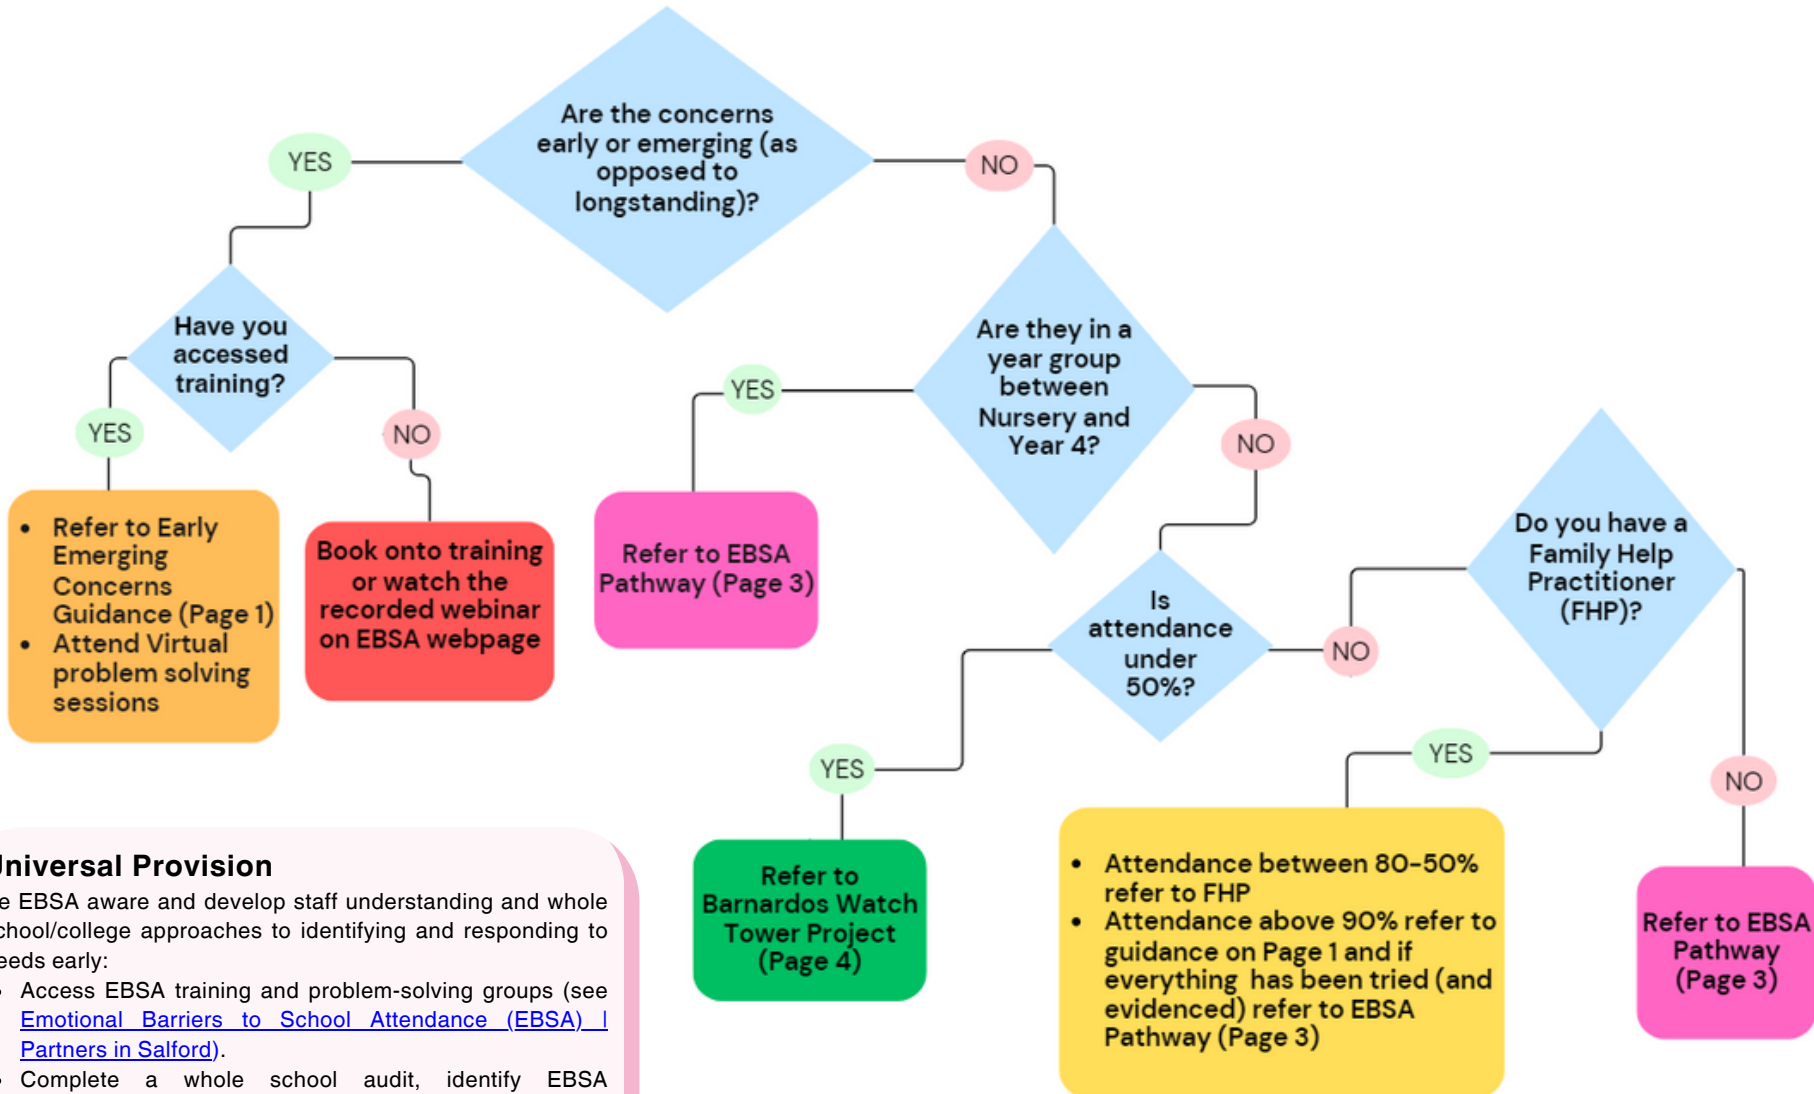 Are the concerns
early or emerging (as
opposed to
longstanding)?
YES
NO
Have you
accessed
training?
YES
NO
• Refer to Early
Emerging
Concerns
Guidance (Page 1)
• Attend Virtual
problem solving
sessions
Book onto training
or watch the
recorded webinar
on EBSA webpage
Are they in a
year group
between
Nursery and
Year 4?
YES
NO
Refer to EBSA
Pathway (Page 3)
Is
attendance
under
50%?
YES
NO
Refer to
Barnardos Watch
Tower Project
(Page 4)
Do you have a
Family Help
Practitioner
(FHP)?
YES
NO
• Attendance between 80-50%
refer to FHP
• Attendance above 90% refer to
guidance on Page 1 and if
everything has been tried (and
evidenced) refer to EBSA
Pathway (Page 3)
Refer to EBSA
Pathway
(Page 3)
Universal Provision
e EBSA aware and develop staff understanding and whole
chool/college approaches to identifying and responding to
eeds early:
• Access EBSA training and problem-solving groups (see
Emotional Barriers to School Attendance (EBSA) |
Partners in Salford).
• Complete a whole school audit, identify EBSA